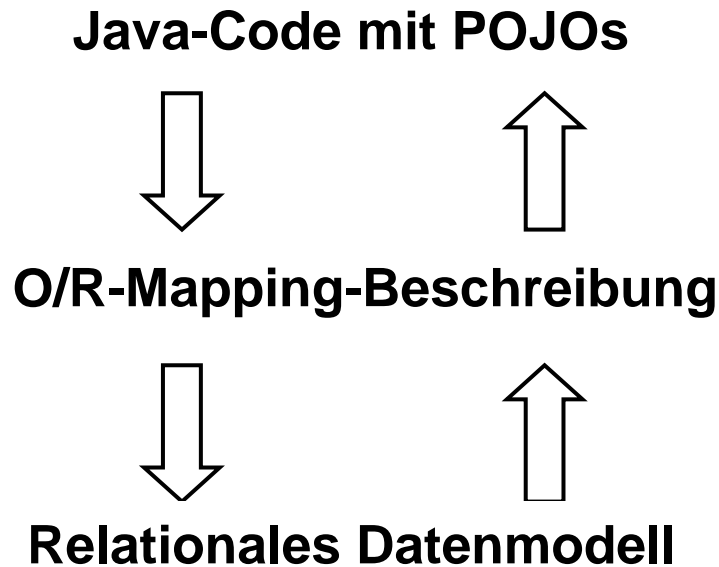 Java-Code mit POJOs
O/R-Mapping-Beschreibung
Relationales Datenmodell